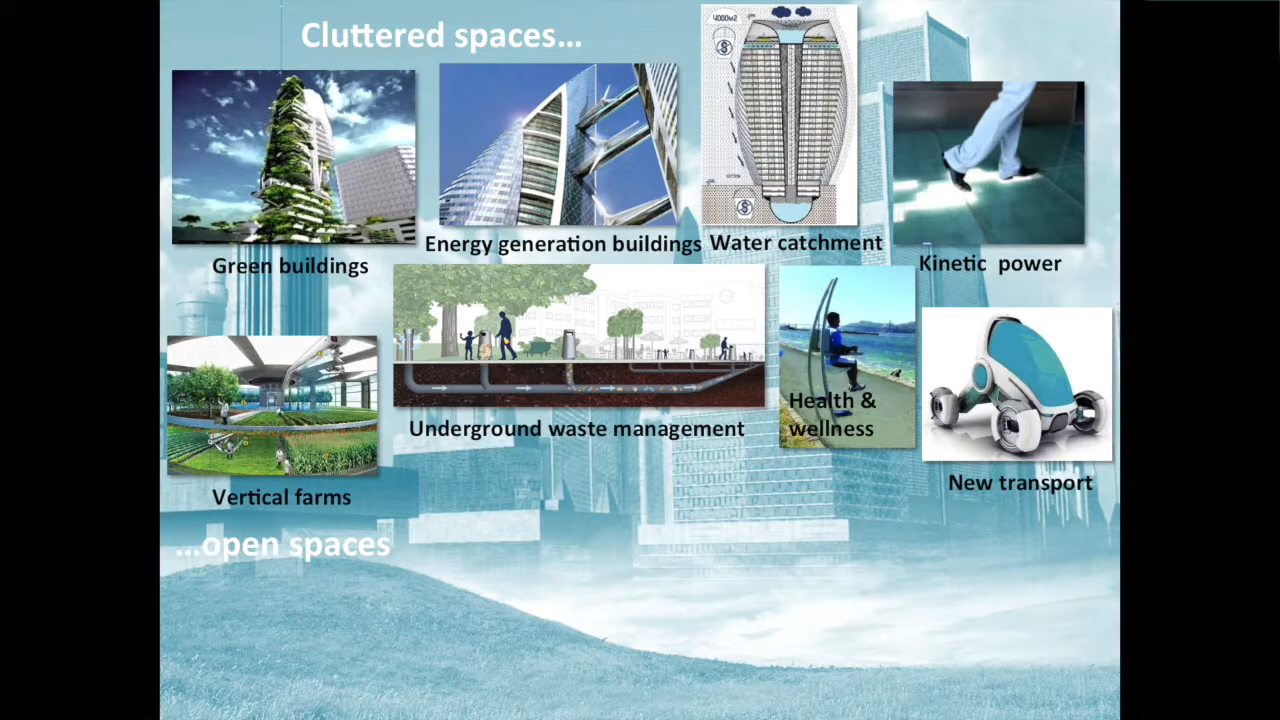 Cluttered spaces…
4000M2
Green buildings
Energy generation buildings
Water catchment
Kinetic power
Underground waste management
Health &
wellness
New transport
Vertical farms
…open spaces